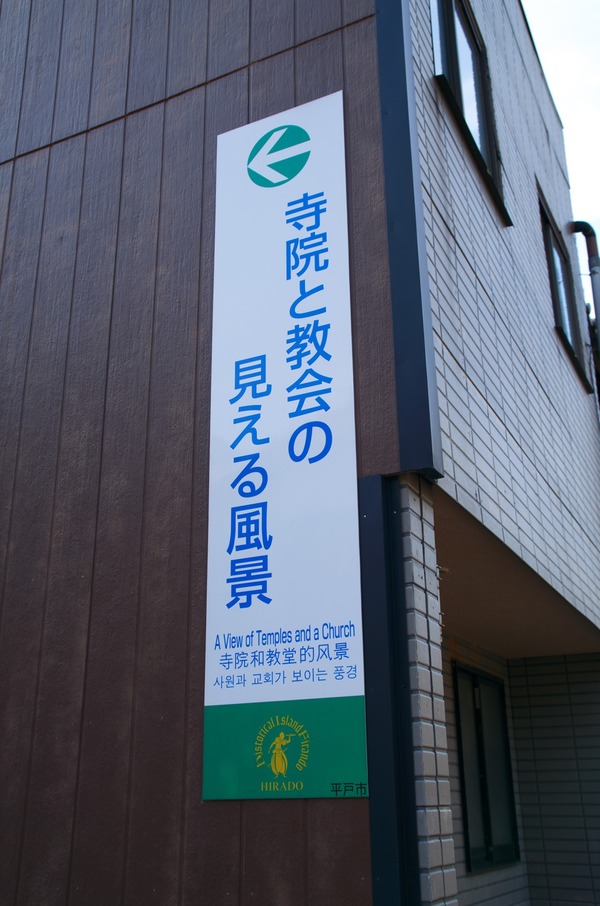 寺院と教会の
見える風景
A View of Temples and a Church
寺院和教堂的风景
사원과 교회가 보이는 풍경
Historical Island Hirado
HIRADO
平戸市